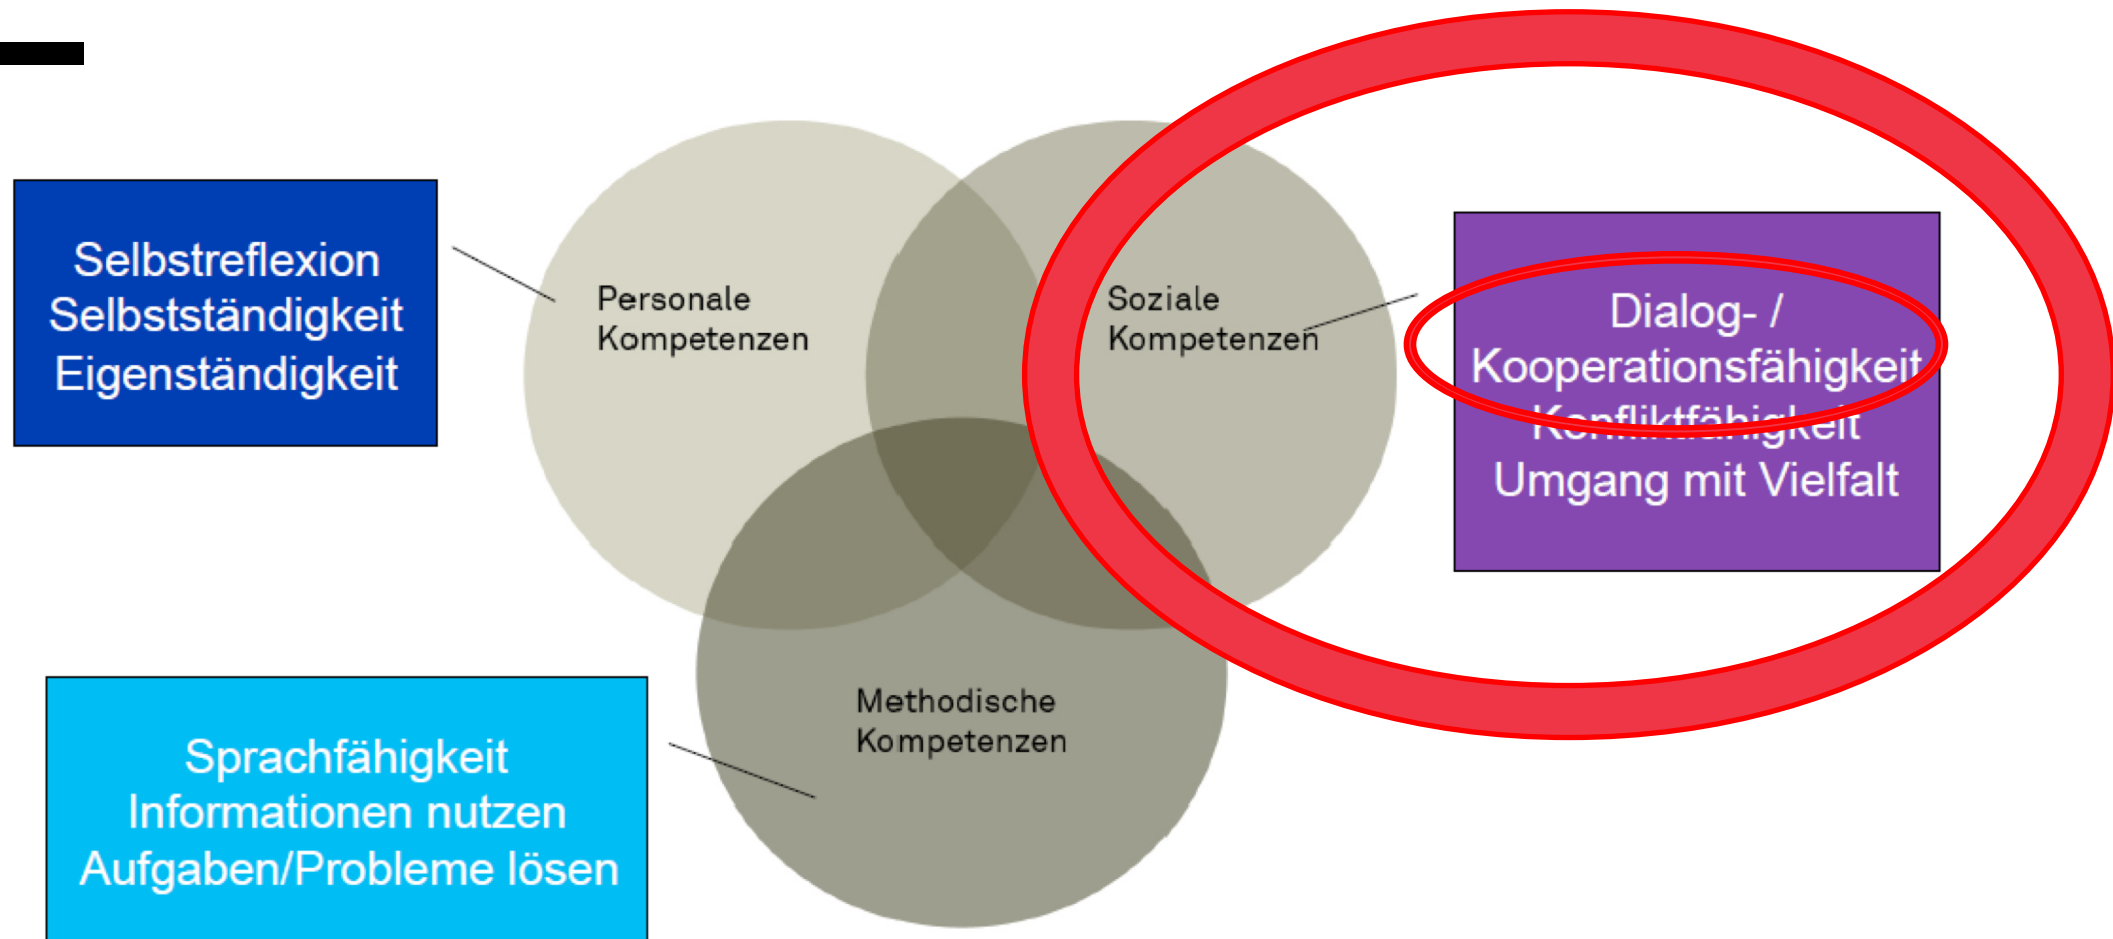 Selbstreflexion
Selbstständigkeit
Eigenständigkeit
Personale
Kompetenzen
Soziale
Kompetenzen
Dialog- /
Kooperationsfähigkeit
Konfliktfähigkeit
Umgang mit Vielfalt
Methodische
Kompetenzen
Sprachfähigkeit
Informationen nutzen
Aufgaben/Probleme lösen